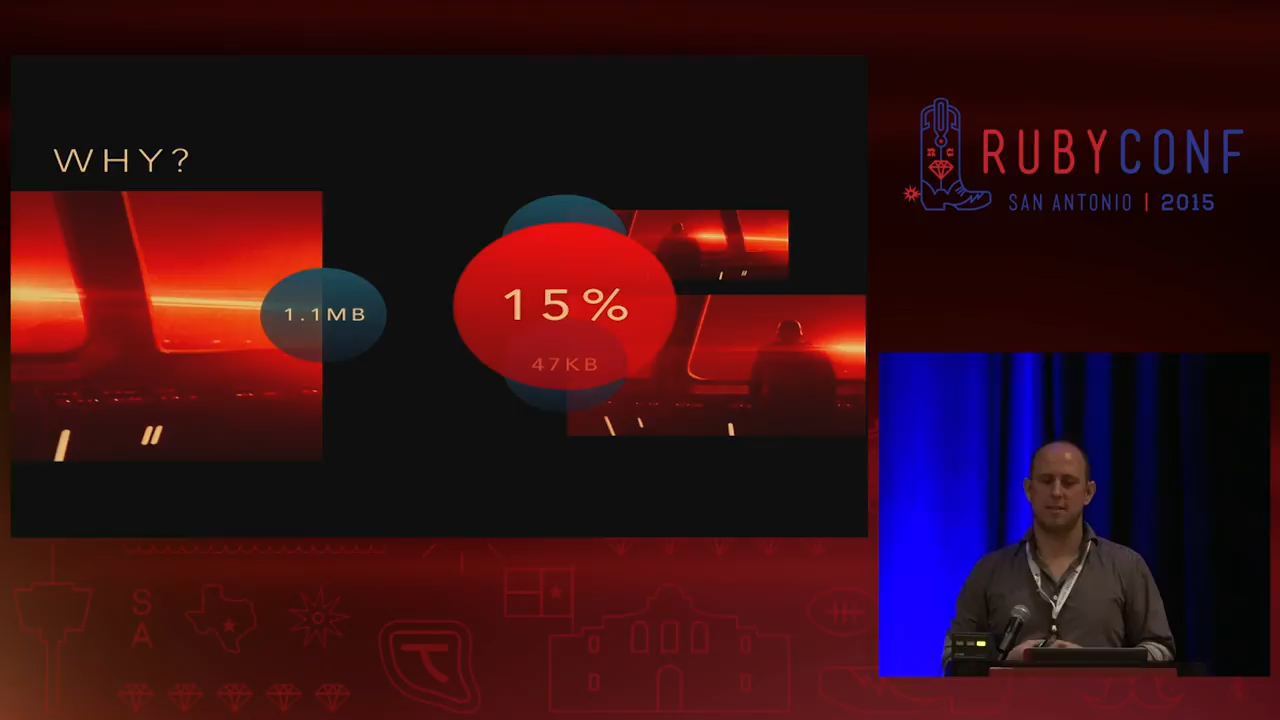 WHY?
1.1MB
15%
47KB
RUBYCONF
SAN ANTONIO | 2015
S
A